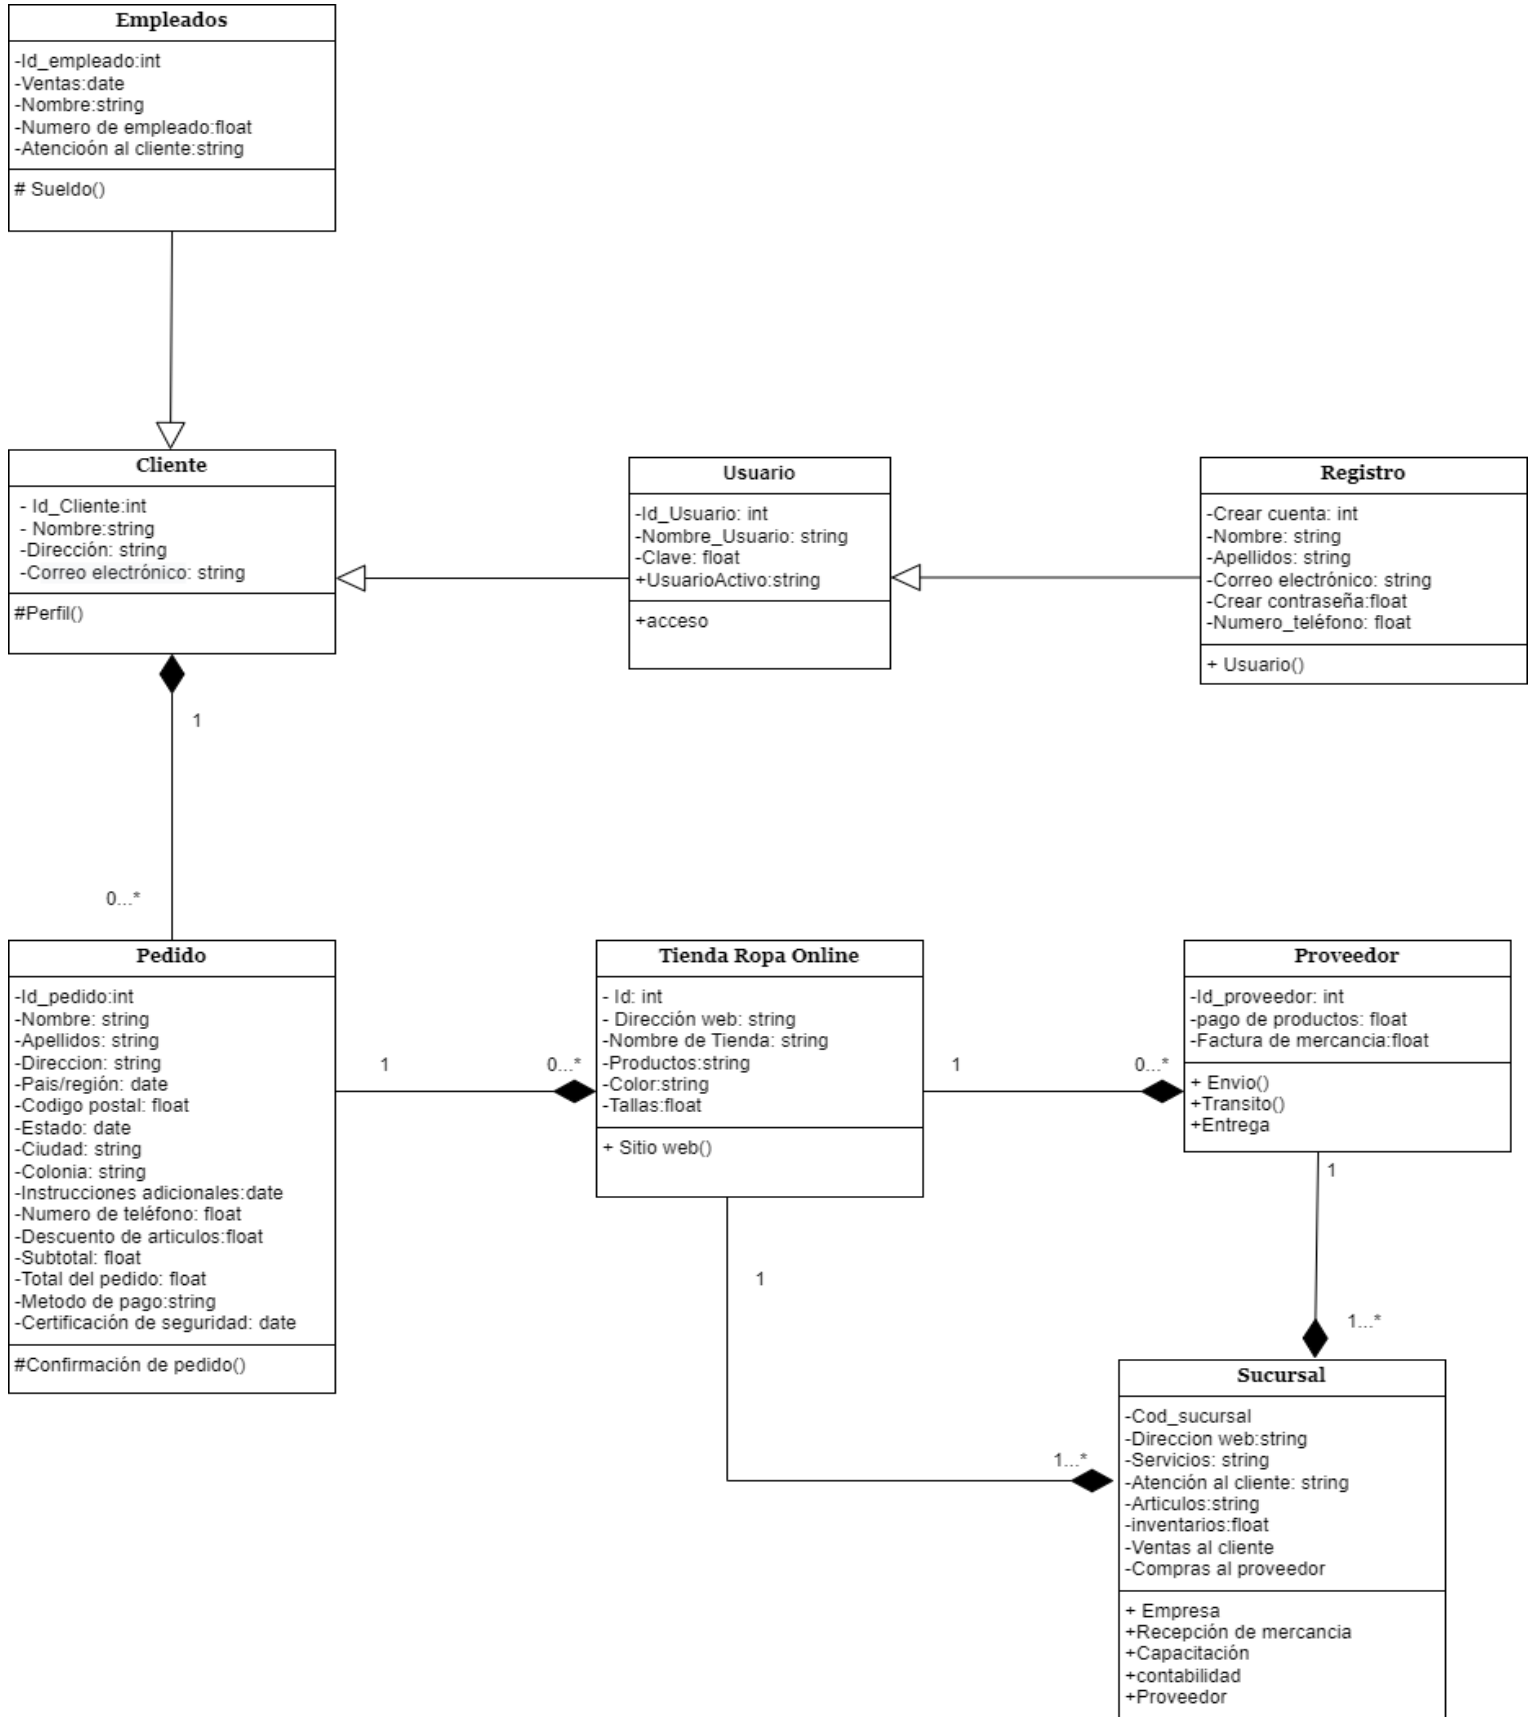 Empleados
-Id_empleado:int
-Ventas:date
-Nombre:string
-Numero de empleado:float
-Atencioón al cliente:string
# Sueldo()
Cliente
- Id_Cliente:int
- Nombre:string
-Dirección: string
-Correo electrónico: string
#Perfil()
Usuario
-Id_Usuario: int
-Nombre_Usuario: string
-Clave: float
+UsuarioActivo:string
+acceso
Registro
-Crear cuenta: int
-Nombre: string
-Apellidos: string
-Correo electrónico: string
-Crear contraseña:float
-Numero_teléfono: float
+ Usuario()
1
0...*
Pedido
-Id_pedido:int
-Nombre: string
-Apellidos: string
-Direccion: string
-Pais/región: date
-Codigo postal: float
-Estado: date
-Ciudad: string
-Colonia: string
-Instrucciones adicionales:date
-Numero de teléfono: float
-Descuento de articulos:float
-Subtotal: float
-Total del pedido: float
-Metodo de pago:string
-Certificación de seguridad: date
#Confirmación de pedido()
1
0...*
Tienda Ropa Online
- Id: int
- Dirección web: string
-Nombre de Tienda: string
-Productos:string
-Color:string
-Tallas:float
+ Sitio web()
1
0...*
Proveedor
-Id_proveedor: int
-pago de productos: float
-Factura de mercancia:float
+ Envio()
+Transito()
+Entrega
1
1...*
1
1...*
Sucursal
-Cod_sucursal
-Direccion web:string
-Servicios: string
-Atención al cliente: string
-Articulos:string
-inventarios:float
-Ventas al cliente
-Compras al proveedor
+ Empresa
+Recepción de mercancia
+Capacitación
+contabilidad
+Proveedor